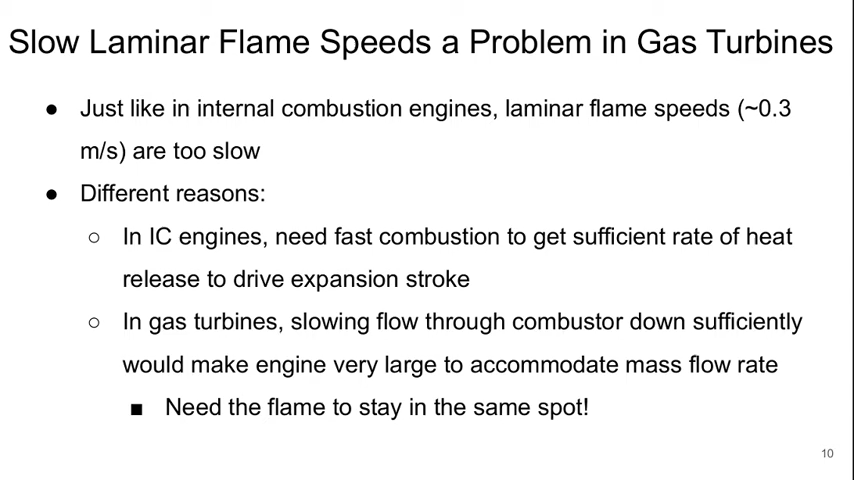 Slow Laminar Flame Speeds a Problem in Gas Turbines
● Just like in internal combustion engines, laminar flame speeds (~0.3
m/s) are too slow
● Different reasons:
○ In IC engines, need fast combustion to get sufficient rate of heat
release to drive expansion stroke
○ In gas turbines, slowing flow through combustor down sufficiently
would make engine very large to accommodate mass flow rate
■ Need the flame to stay in the same spot!
10